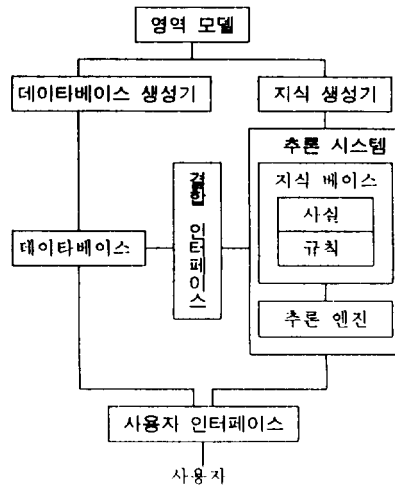 영역 모델
데이타베이스 생성기
지식 생성기
추론 시스템
지식 베이스
사실
규칙
결합 인터페이스
데이타베이스
추론 엔진
사용자 인터페이스
사용자